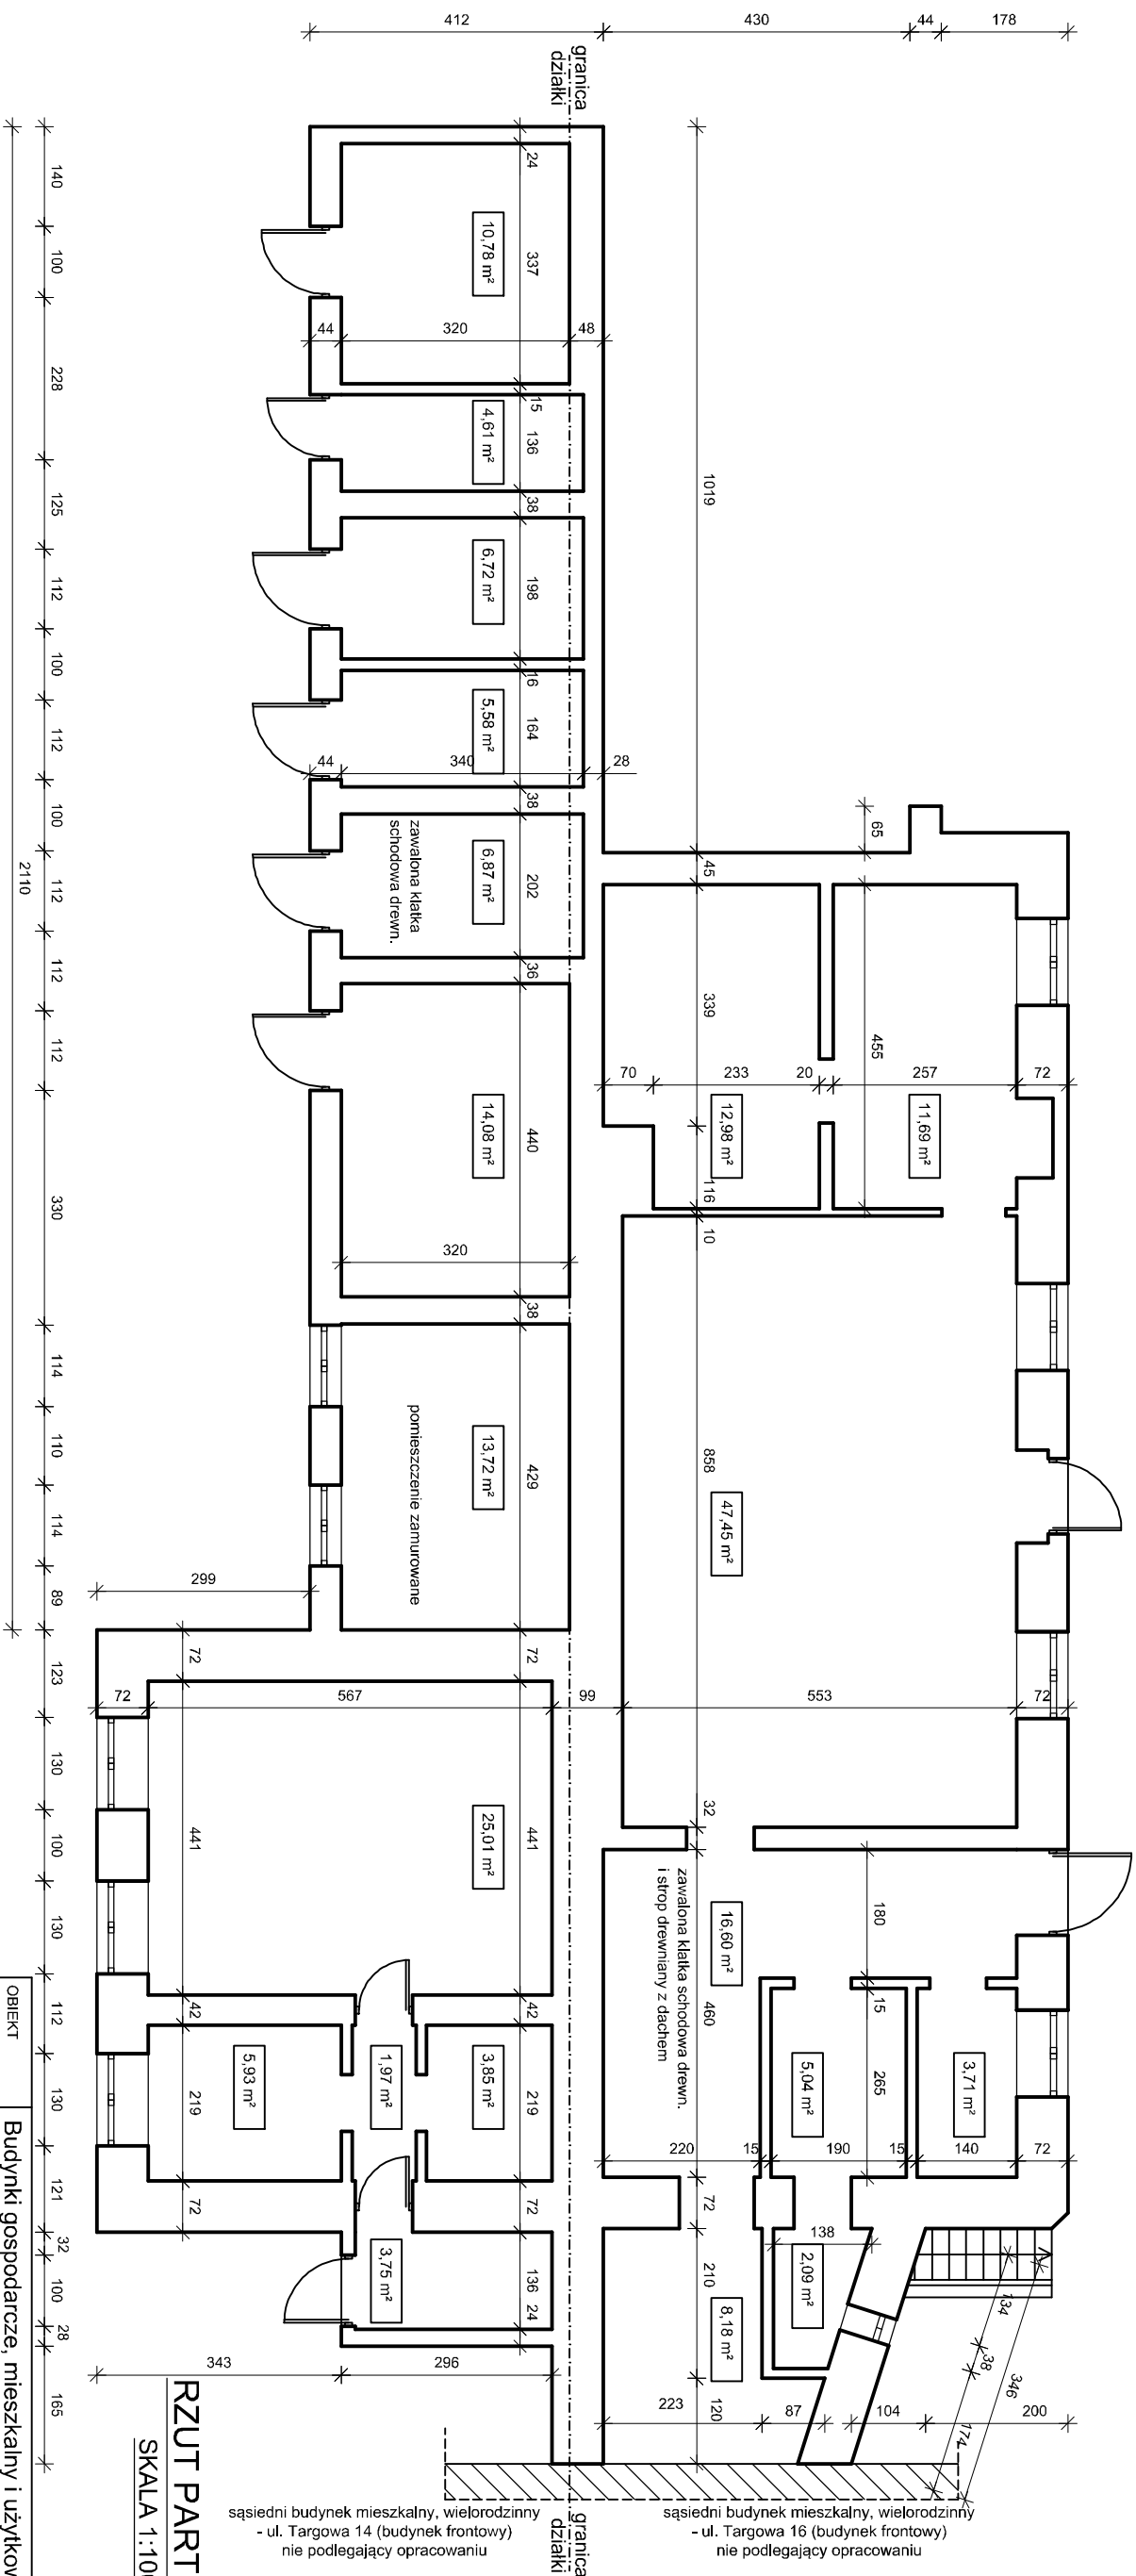 412
430
44
178
granica
działki
24
337
10,78 m²
44
320
48
15
136
4,61 m²
38
198
6,72 m²
16
164
5,58 m²
44
340
28
38
202
6,87 m²
zawalona klatka
schodowa drewn.
36
440
14,08 m²
320
38
429
13,72 m²
pomieszczenie zamurowane
72
1019
65
45
339
455
70
233
20
257
72
12,98 m²
11,69 m²
116
10
858
47,45 m²
299
72
72
567
99
553
72
32
441
441
25,01 m²
zawalona klatka schodowa drewn.
i strop drewniany z dachem
16,60 m²
180
460
15
265
5,04 m²
3,71 m²
42
42
5,93 m²
1,97 m²
3,85 m²
219
219
220
15
190
15
140
72
72
72
72
138
2,09 m²
210
8,18 m²
3,75 m²
136
24
134
38
346
174
343
296
223
120
87
104
200
140
100
228
125
112
100
112
100
112
112
112
330
114
110
114
89
123
130
100
130
112
130
121
32
100
28
165
2110
RZUT PART
SKALA 1:10
sąsiedni budynek mieszkalny, wielorodzinny
- ul. Targowa 14 (budynek frontowy)
nie podlegający opracowaniu
granica
działki
sąsiedni budynek mieszkalny, wielorodzinny
- ul. Targowa 16 (budynek frontowy)
nie podlegający opracowaniu
OBIEKT
Budynki gospodarcze, mieszkalny i użytkow